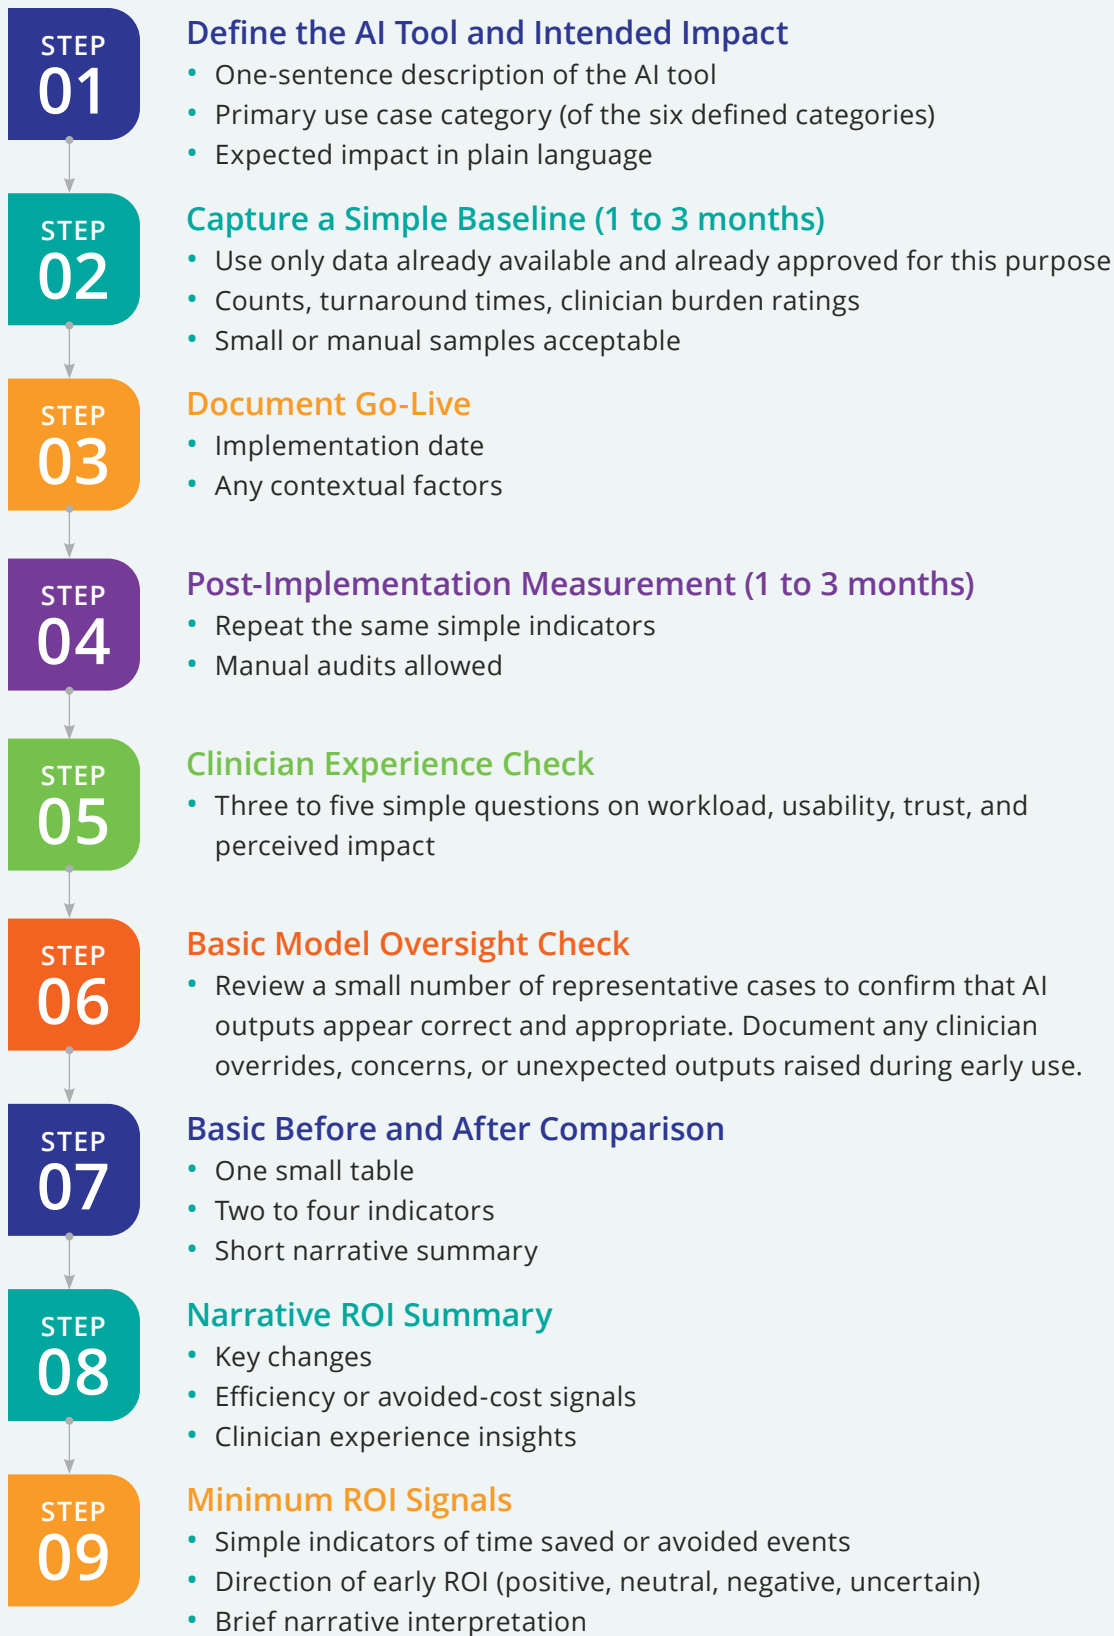 STEP
01
Define the AI Tool and Intended Impact
• One-sentence description of the AI tool
• Primary use case category (of the six defined categories)
• Expected impact in plain language
STEP
02
Capture a Simple Baseline (1 to 3 months)
• Use only data already available and already approved for this purpose
• Counts, turnaround times, clinician burden ratings
• Small or manual samples acceptable
STEP
03
Document Go-Live
• Implementation date
• Any contextual factors
STEP
04
Post-Implementation Measurement (1 to 3 months)
• Repeat the same simple indicators
• Manual audits allowed
STEP
05
Clinician Experience Check
• Three to five simple questions on workload, usability, trust, and
perceived impact
STEP
06
Basic Model Oversight Check
• Review a small number of representative cases to confirm that AI
outputs appear correct and appropriate. Document any clinician
overrides, concerns, or unexpected outputs raised during early use.
STEP
07
Basic Before and After Comparison
• One small table
• Two to four indicators
• Short narrative summary
STEP
08
Narrative ROI Summary
• Key changes
• Efficiency or avoided-cost signals
• Clinician experience insights
STEP
09
Minimum ROI Signals
• Simple indicators of time saved or avoided events
• Direction of early ROI (positive, neutral, negative, uncertain)
• Brief narrative interpretation